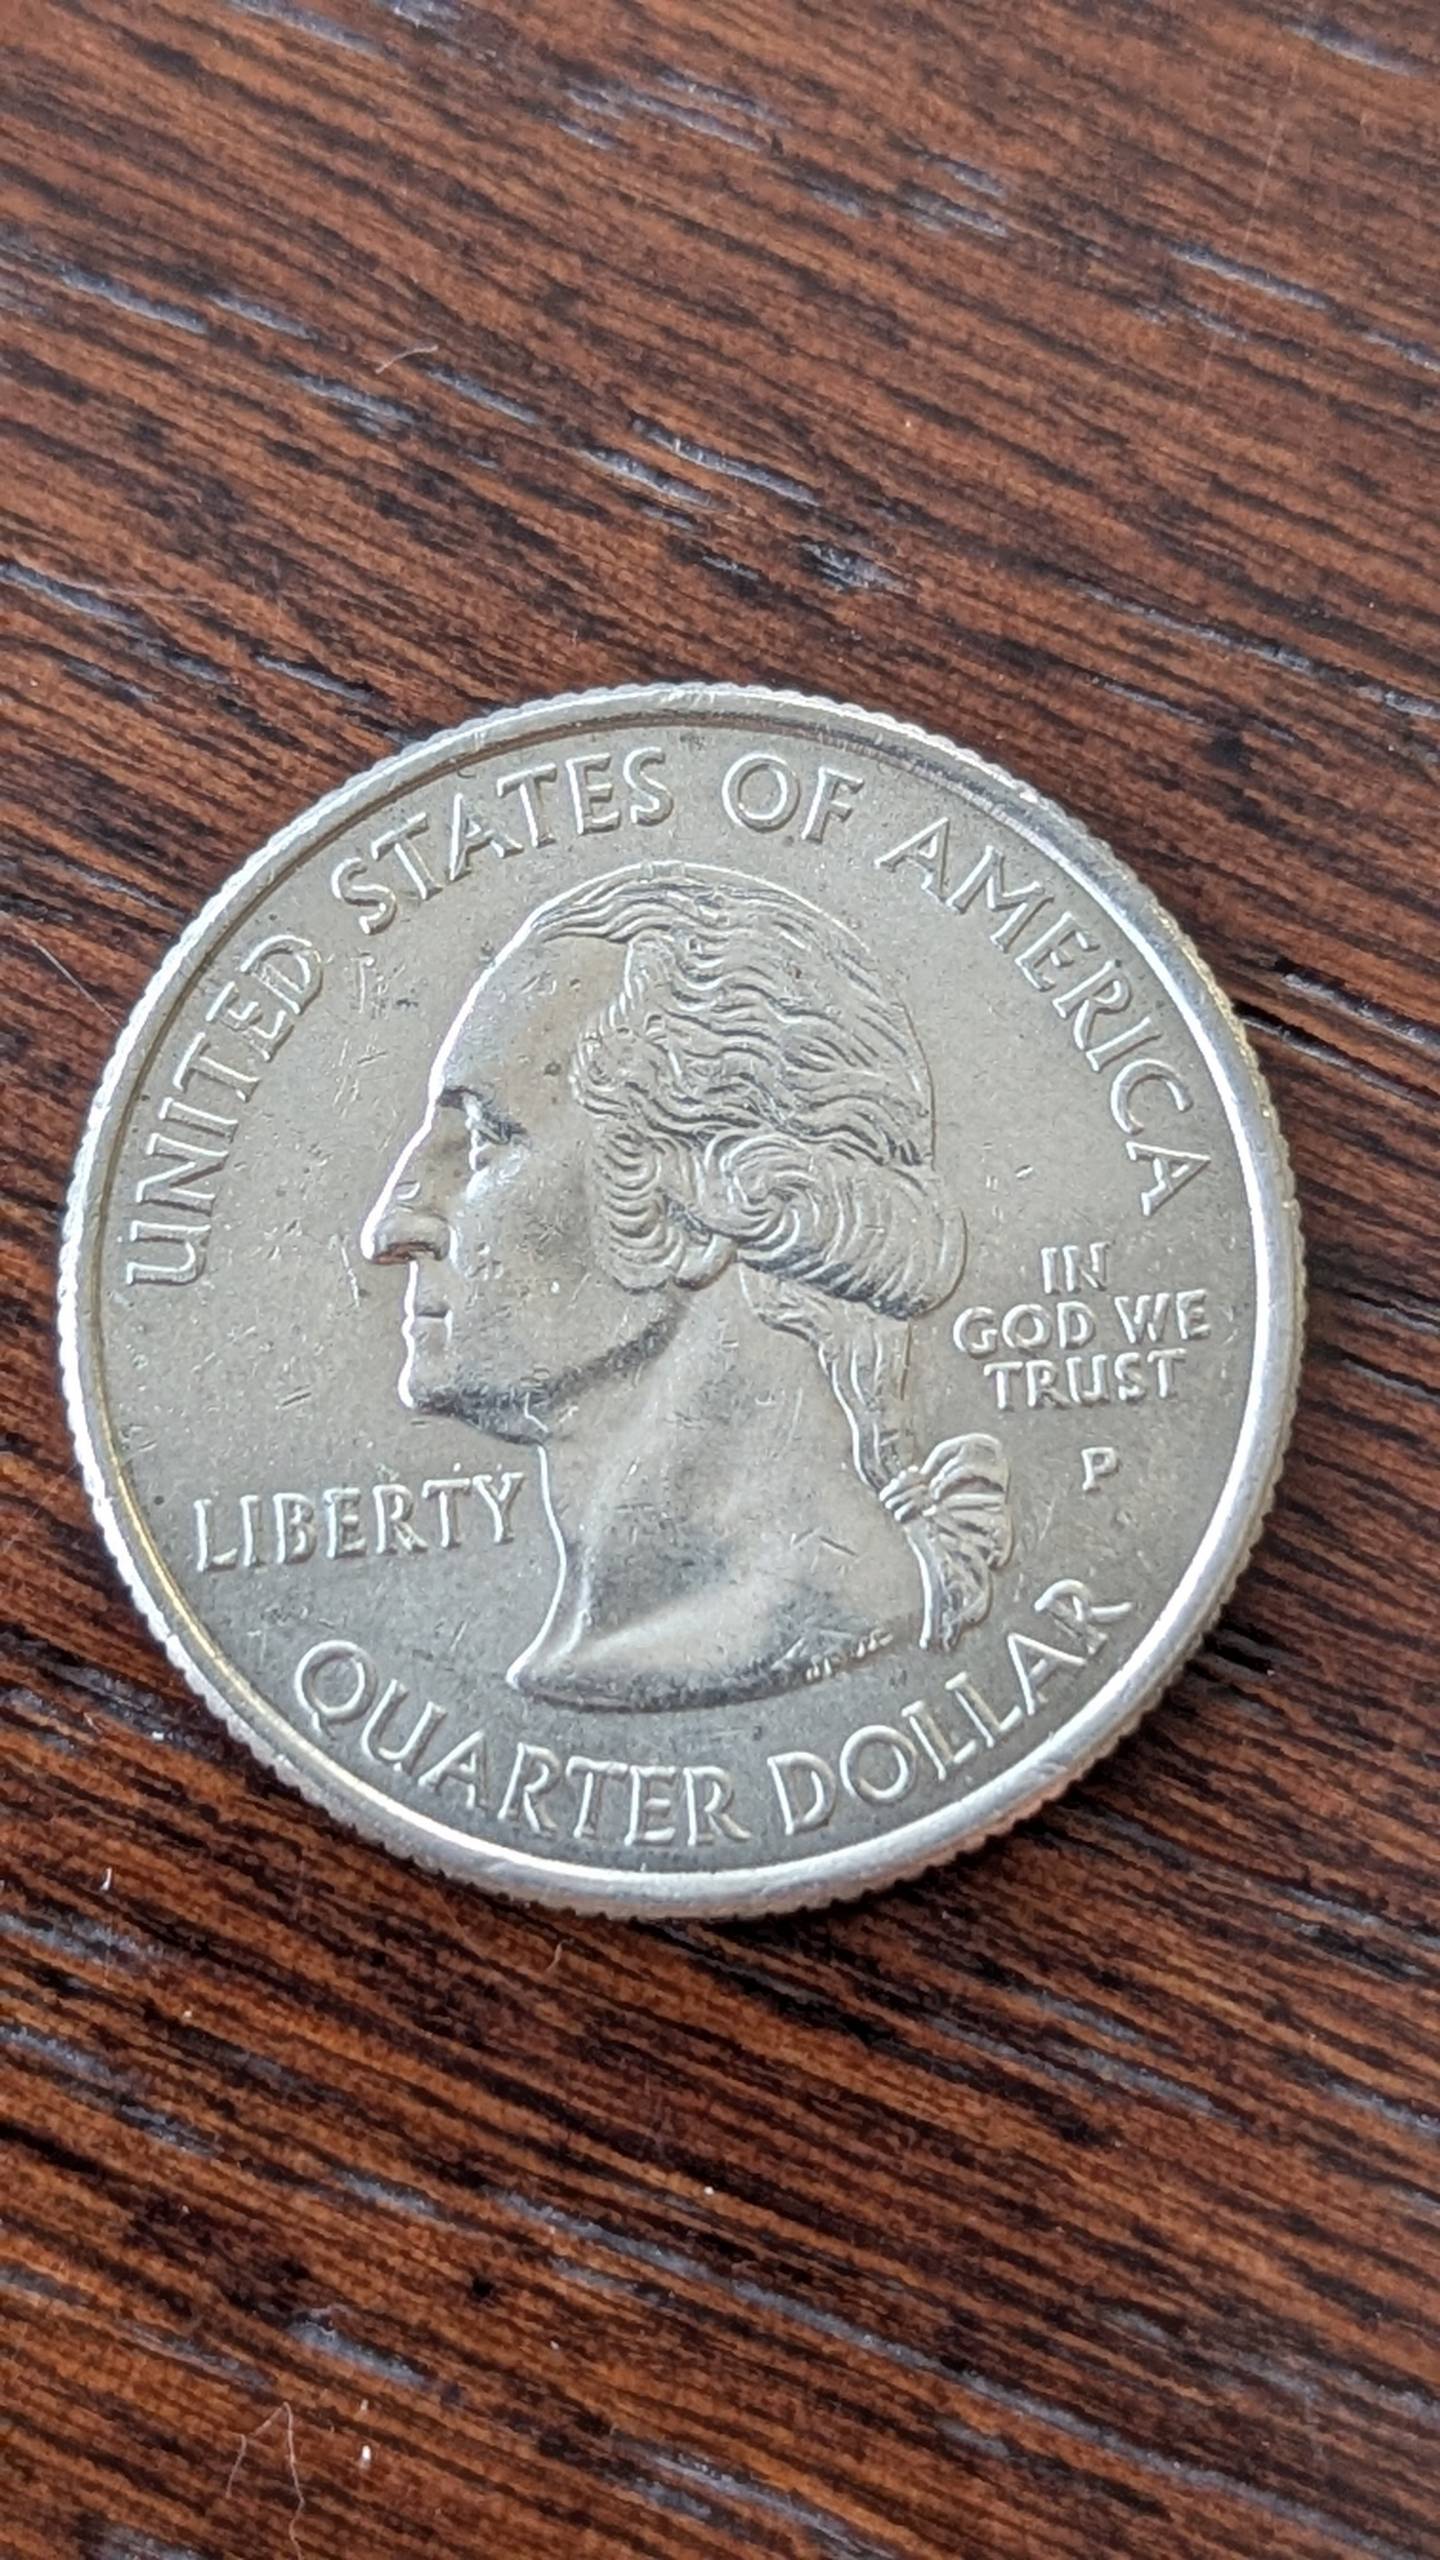 UNITED STATES OF AMERICA
IN
GOD WE
TRUST
P
LIBERTY
QUARTER DOLLAR